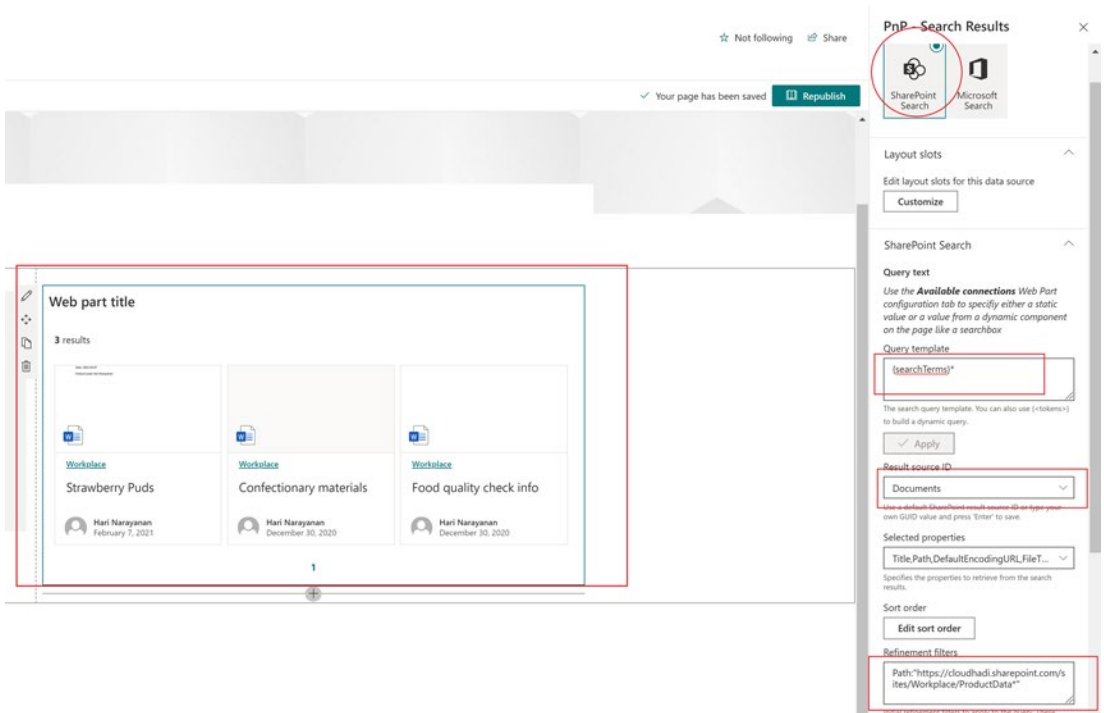 PnP - Search Results
Not following
Share
Your page has been saved
Republish
SharePoint
Search
Microsoft
Search
Layout slots
Edit layout slots for this data source
Customize
SharePoint Search
Query text
Use the Available connections Web Part
configuration tab to specifiy either a static
value or a value from a dynamic component
on the page like a searchbox
Query template
{searchTerms}*
The search query template. You can also use {<tokens>}
to build a dynamic query.
Apply
Result source ID
Documents
Use a default SharePoint result source ID or type your
own GUID value and press 'Enter' to save.
Selected properties
Title,Path,DefaultEncodingURL,FileT...
Specifies the properties to retrieve from the search
results.
Sort order
Edit sort order
Refinement filters
Path:"https://cloudhadi.sharepoint.com/s
ites/Workplace/ProductData*"
Web part title
3 results
Workplace
Strawberry Puds
Hari Narayanan
February 7, 2021
Workplace
Confectionary materials
Hari Narayanan
December 30, 2020
Workplace
Food quality check info
Hari Narayanan
December 30, 2020
1